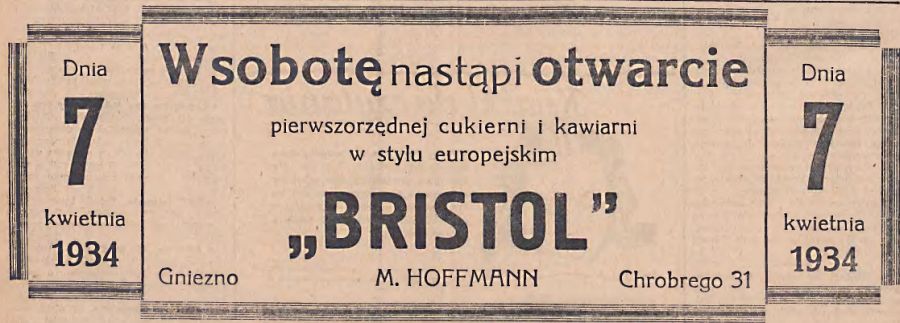 Dnia
7
kwietnia
1934
W sobotę nastąpi otwarcie
pierwszorzędnej cukierni i kawiarni
w stylu europejskim
„BRISTOL”
Gniezno M. HOFFMANN Chrobrego 31
Dnia
7
kwietnia
1934